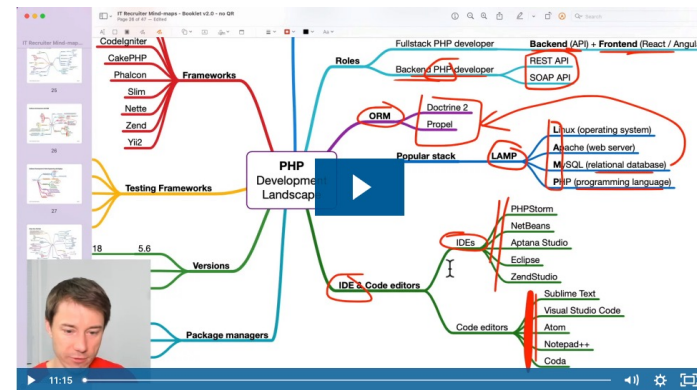 IT Recruiter Mind-maps - Booklet v2.0 - no QR
Page 29 of 47 — Edited
Search
IT Recruiter Mind-map...
25
26
27
CodeIgniter
CakePHP
Phalcon
Slim
Nette
Zend
Yii2
Frameworks
Testing Frameworks
18
5.6
Versions
Package managers
PHP
Development
Landscape
Roles
Fullstack PHP developer
Backend (API) + Frontend (React / Angul
Backend PHP developer
REST API
SOAP API
ORM
Doctrine 2
Propel
Popular stack
LAMP
Linux (operating system)
Apache (web server)
MySQL (relational database)
PHP (programming language)
IDE & Code editors
IDEs
PHPStorm
NetBeans
Aptana Studio
Eclipse
ZendStudio
Code editors
Sublime Text
Visual Studio Code
Atom
Notepad++
Coda
11:15